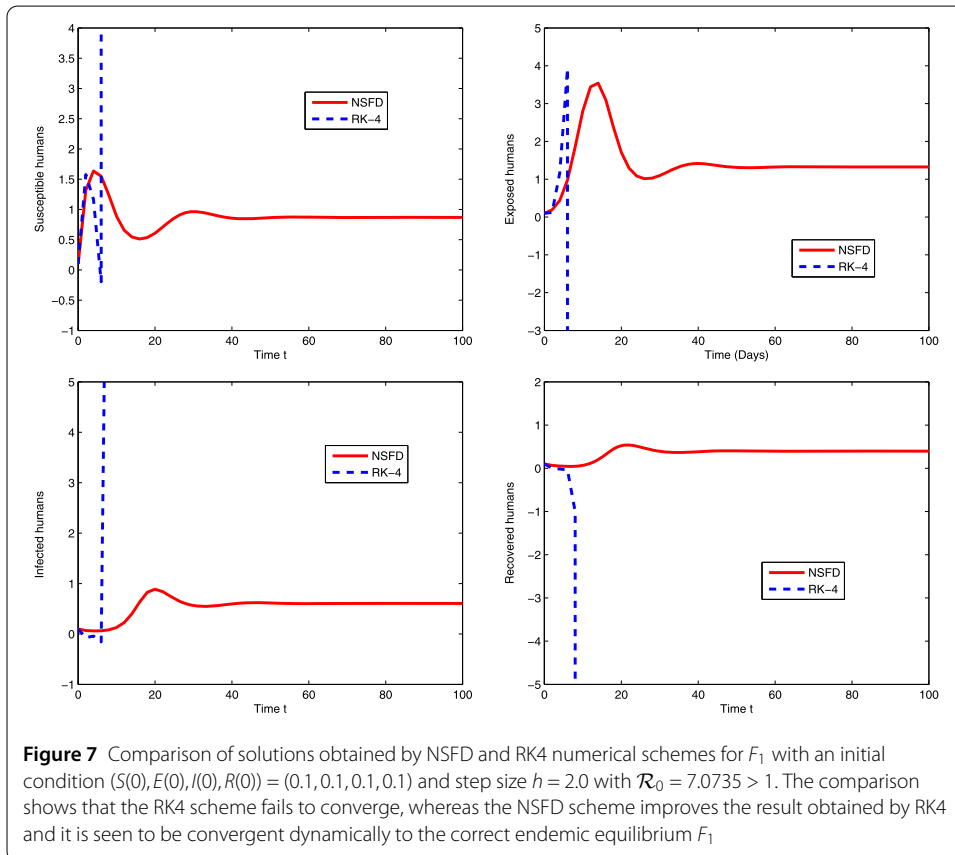 4
3.5
3
2.5
2
1.5
1
0.5
0
−0.5
−1
0 20 40 60 80 100
Susceptible humans
Time t
NSFD
RK−4
4
3
2
1
0
−1
−2
−3
0 20 40 60 80 100
Exposed humans
Time (Days)
NSFD
RK−4
5
4
3
2
1
0
−1
0 20 40 60 80 100
Infected humans
Time t
NSFD
RK−4
2
1
0
−1
−2
−3
−4
−5
0 20 40 60 80 100
Recovered humans
Time t
NSFD
RK−4
Figure 7 Comparison of solutions obtained by NSFD and RK4 numerical schemes for F₁ with an initial
condition (S(0), E(0), I(0), R(0)) = (0.1, 0.1, 0.1, 0.1) and step size h = 2.0 with ℛ₀ = 7.0735 > 1. The comparison
shows that the RK4 scheme fails to converge, whereas the NSFD scheme improves the result obtained by RK4
and it is seen to be convergent dynamically to the correct endemic equilibrium F₁